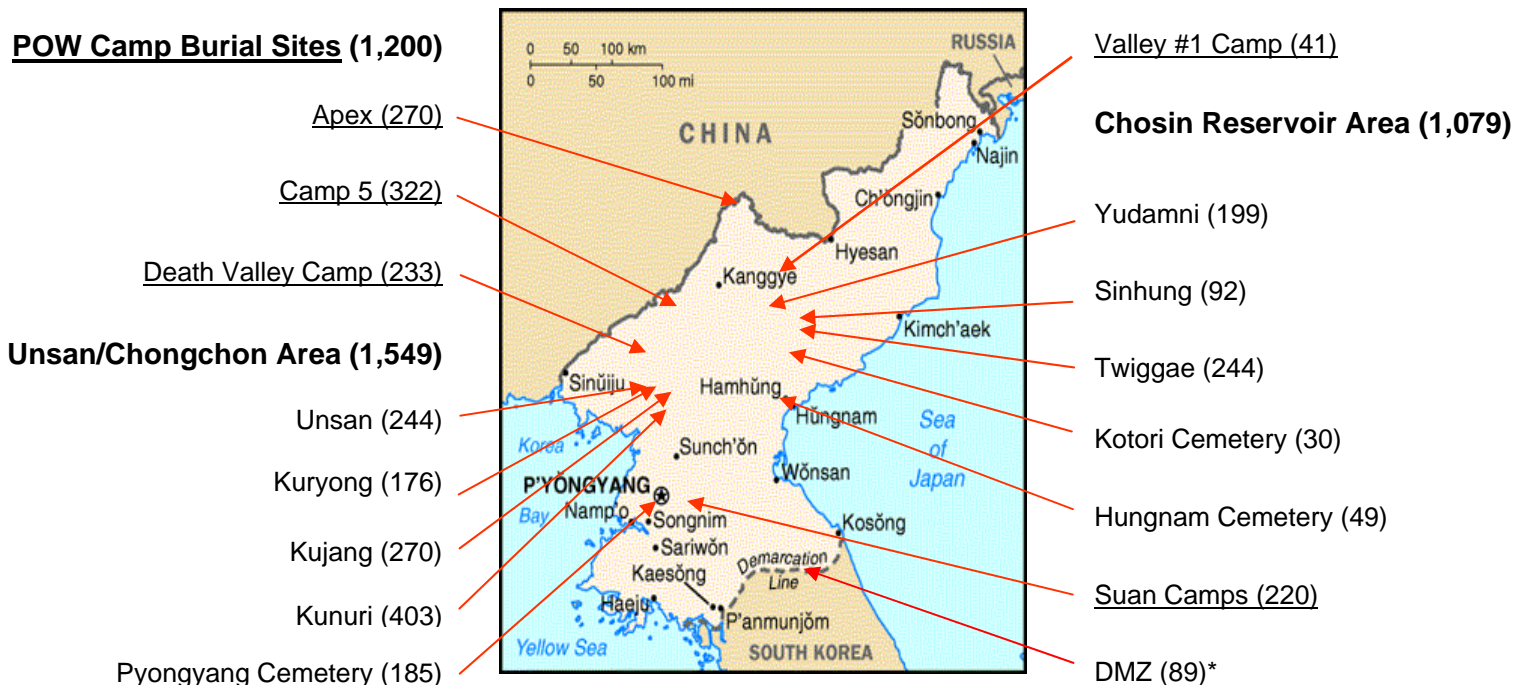 POW Camp Burial Sites (1,200)
Apex (270)
Camp 5 (322)
Death Valley Camp (233)
Unsan/Chongchon Area (1,549)
Unsan (244)
Kuryong (176)
Kujang (270)
Kunuri (403)
Pyongyang Cemetery (185)
0 50 100 km
0 50 100 mi
RUSSIA
CHINA
Sŏnbong
Najin
Ch'ŏngjin
Hyesan
Kanggye
Kimch'aek
Sinŭiju
Hamhŭng
Hŭngnam
Korea
Bay
Sea
of
Japan
Sunch'ŏn
P'YŎNGYANG
Wŏnsan
Namp'o
Songnim
Kosŏng
Sariwŏn
Demarcation
Line
Kaesŏng
Haeju
P'anmunjŏm
Yellow Sea
SOUTH KOREA
Valley #1 Camp (41)
Chosin Reservoir Area (1,079)
Yudamni (199)
Sinhung (92)
Twiggae (244)
Kotori Cemetery (30)
Hungnam Cemetery (49)
Suan Camps (220)
DMZ (89)*